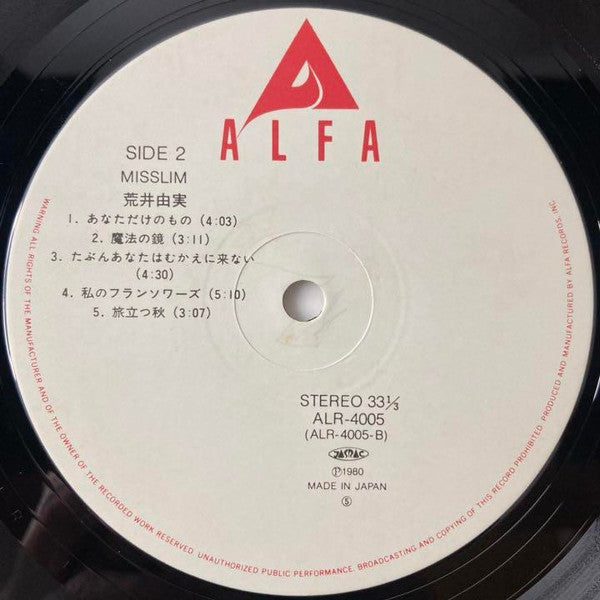 ALFA
SIDE 2
MISSLIM
荒井由実
1. あなただけのもの (4:03)
2. 魔法の鏡 (3:11)
3. たぶんあなたはむかえに来ない
(4:30)
4. 私のフランソワーズ (5:10)
5. 旅立つ秋 (3:07)
STEREO 33 1/3
ALR-4005
(ALR-4005-B)
JASRAC
Ⓟ1980
MADE IN JAPAN
⑤
WARNING: ALL RIGHTS OF THE MANUFACTURER AND OF THE OWNER OF THE RECORDED WORK RESERVED. UNAUTHORIZED PUBLIC PERFORMANCE, BROADCASTING AND COPYING OF THIS RECORD PROHIBITED. PRODUCED AND MANUFACTURED BY ALFA RECORDS, INC.